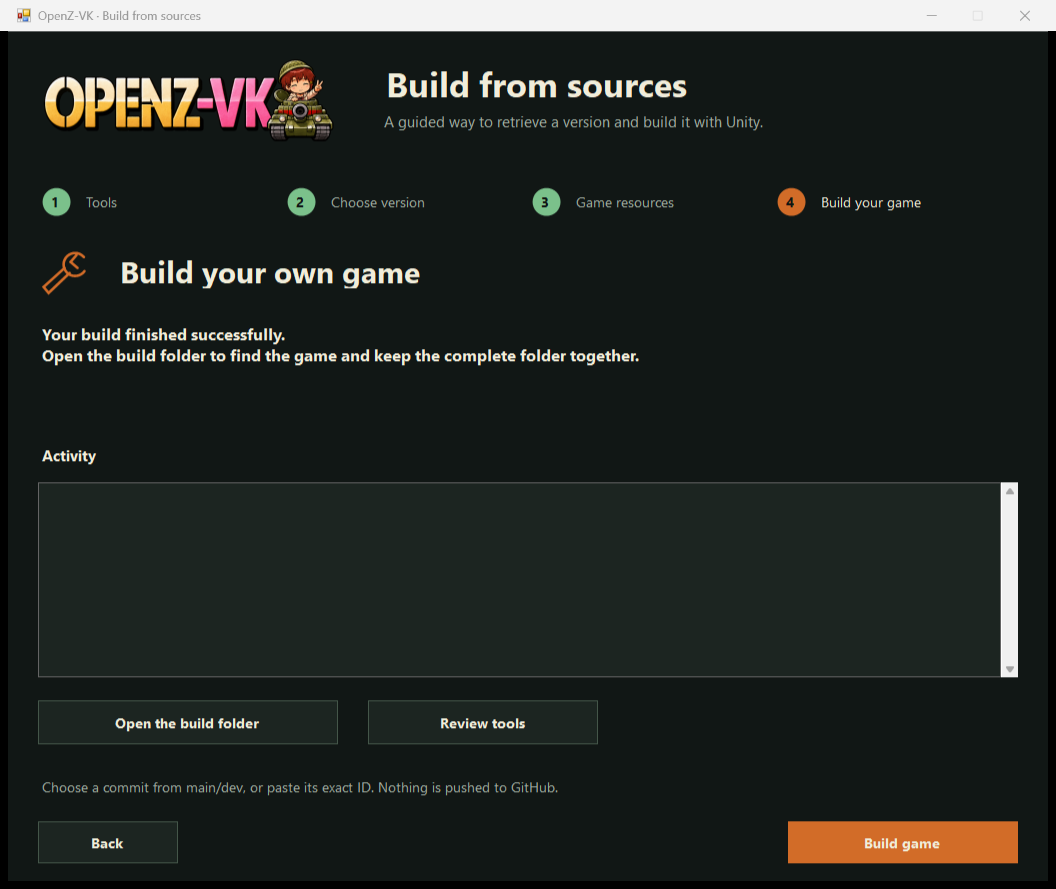 OpenZ-VK · Build from sources
OPENZ-VK
Build from sources
A guided way to retrieve a version and build it with Unity.
1 Tools
2 Choose version
3 Game resources
4 Build your game
Build your own game
Your build finished successfully.
Open the build folder to find the game and keep the complete folder together.
Activity
Open the build folder
Review tools
Choose a commit from main/dev, or paste its exact ID. Nothing is pushed to GitHub.
Back
Build game